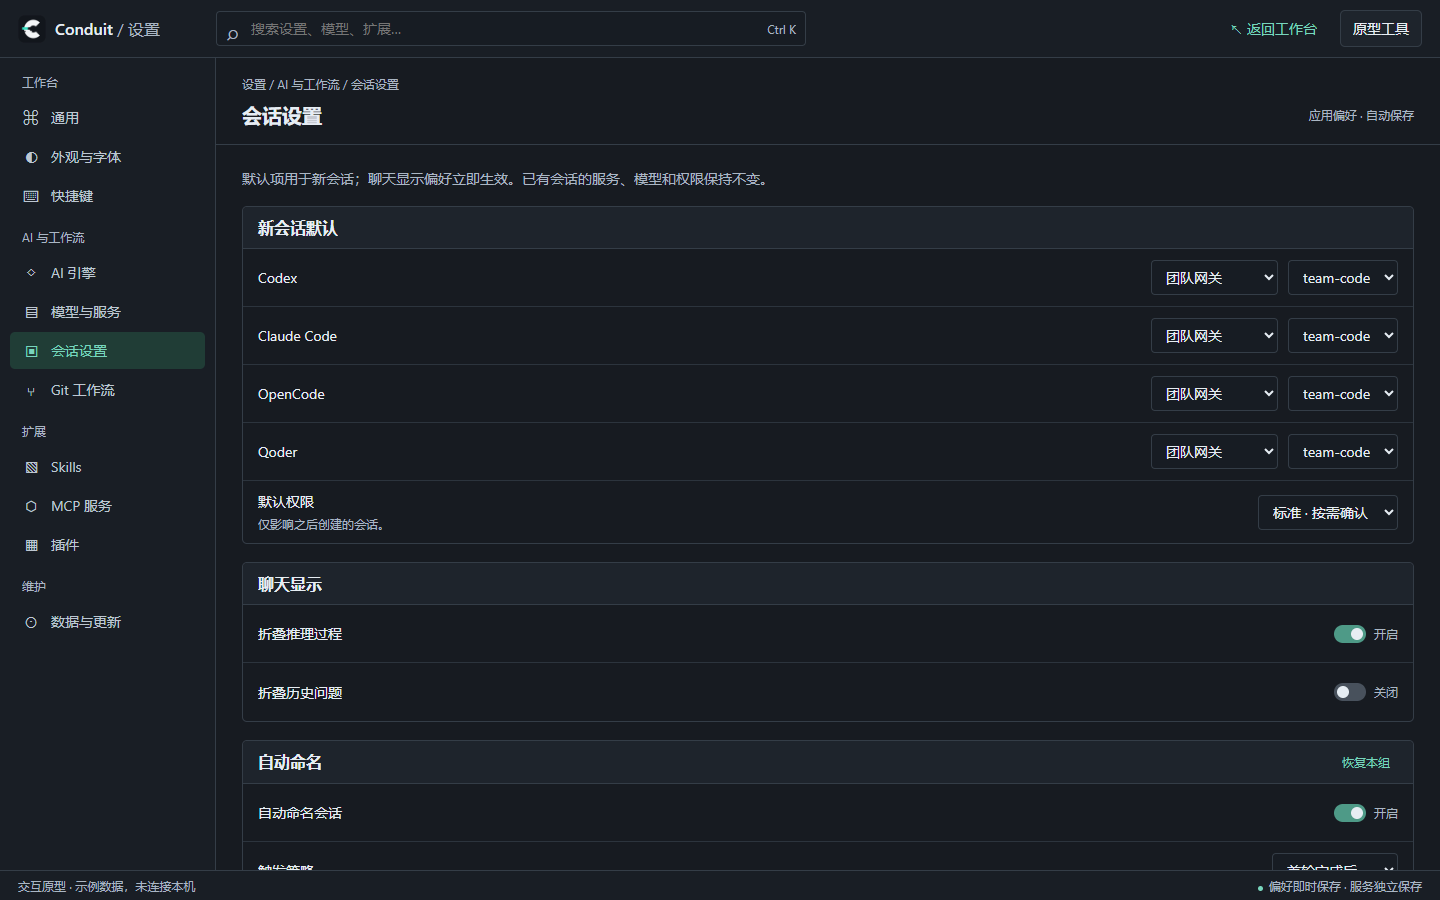 Conduit / 设置
搜索设置、模型、扩展...
Ctrl K
返回工作台
原型工具
工作台
通用
外观与字体
快捷键
AI 与工作流
AI 引擎
模型与服务
会话设置
Git 工作流
扩展
Skills
MCP 服务
插件
维护
数据与更新
设置 / AI 与工作流 / 会话设置
会话设置
应用偏好 · 自动保存
默认项用于新会话；聊天显示偏好立即生效。已有会话的服务、模型和权限保持不变。
新会话默认
Codex
团队网关
team-code
Claude Code
团队网关
team-code
OpenCode
团队网关
team-code
Qoder
团队网关
team-code
默认权限
仅影响之后创建的会话。
标准 · 按需确认
聊天显示
折叠推理过程
开启
折叠历史问题
关闭
自动命名
恢复本组
自动命名会话
开启
触发策略
首轮完成后
交互原型 · 示例数据，未连接本机
偏好即时保存 · 服务独立保存